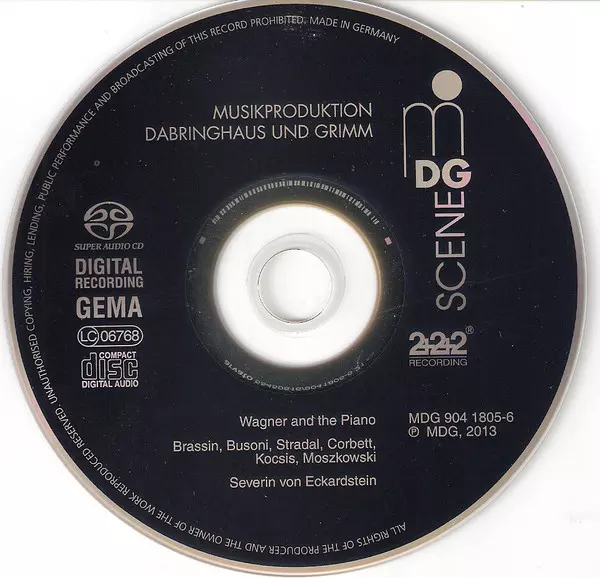 ALL RIGHTS OF THE PRODUCER AND THE OWNER OF THE WORK REPRODUCED RESERVED. UNAUTHORISED COPYING, HIRING, LENDING, PUBLIC PERFORMANCE AND BROADCASTING OF THIS RECORD PROHIBITED. MADE IN GERMANY
MUSIKPRODUKTION
DABRINGHAUS UND GRIMM
DG
SCENE
SUPER AUDIO CD
DIGITAL
RECORDING
GEMA
LC 06768
COMPACT
disc
DIGITAL AUDIO
2+2+2®
RECORDING
Wagner and the Piano
Brassin, Busoni, Stradal, Corbett,
Kocsis, Moszkowski
Severin von Eckardstein
MDG 904 1805-6
℗ MDG, 2013